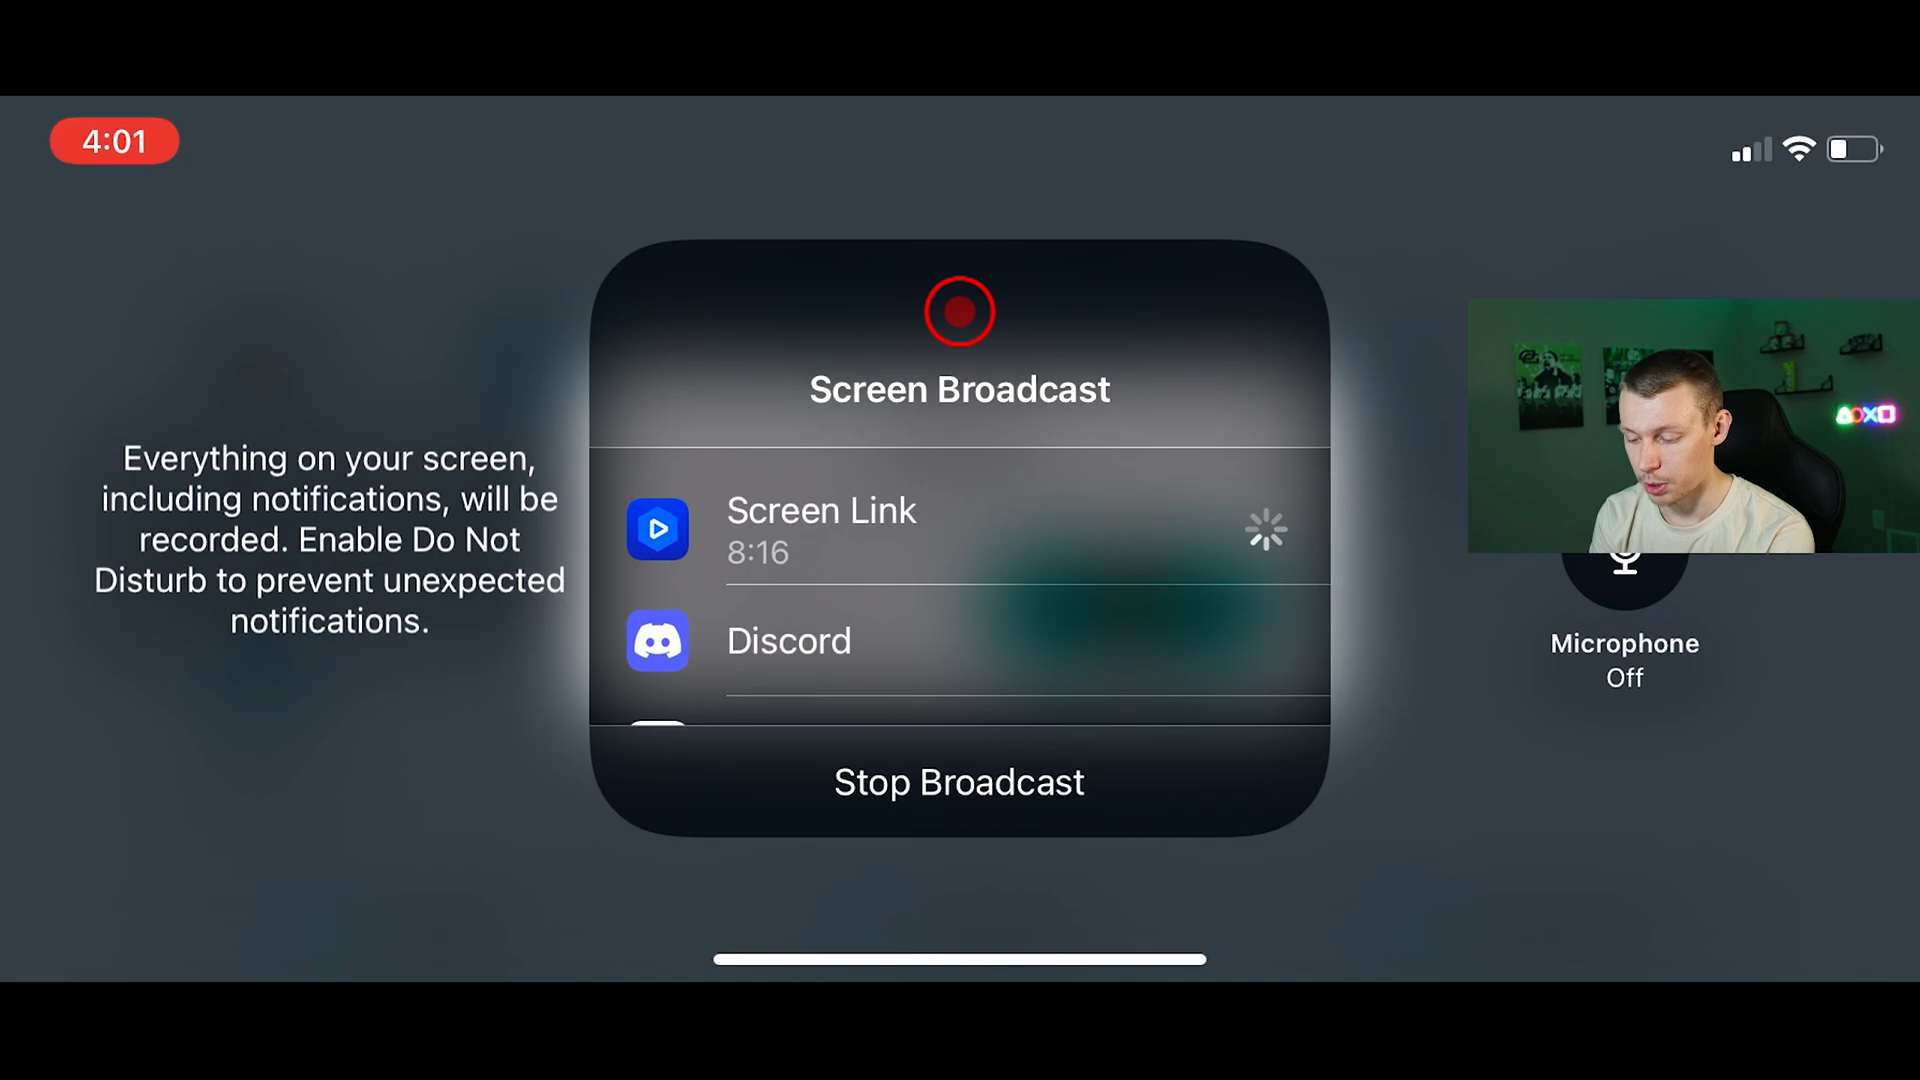 4:01
Screen Broadcast
Everything on your screen,
including notifications, will be
recorded. Enable Do Not
Disturb to prevent unexpected
notifications.
Screen Link
8:16
Discord
Stop Broadcast
Microphone
Off